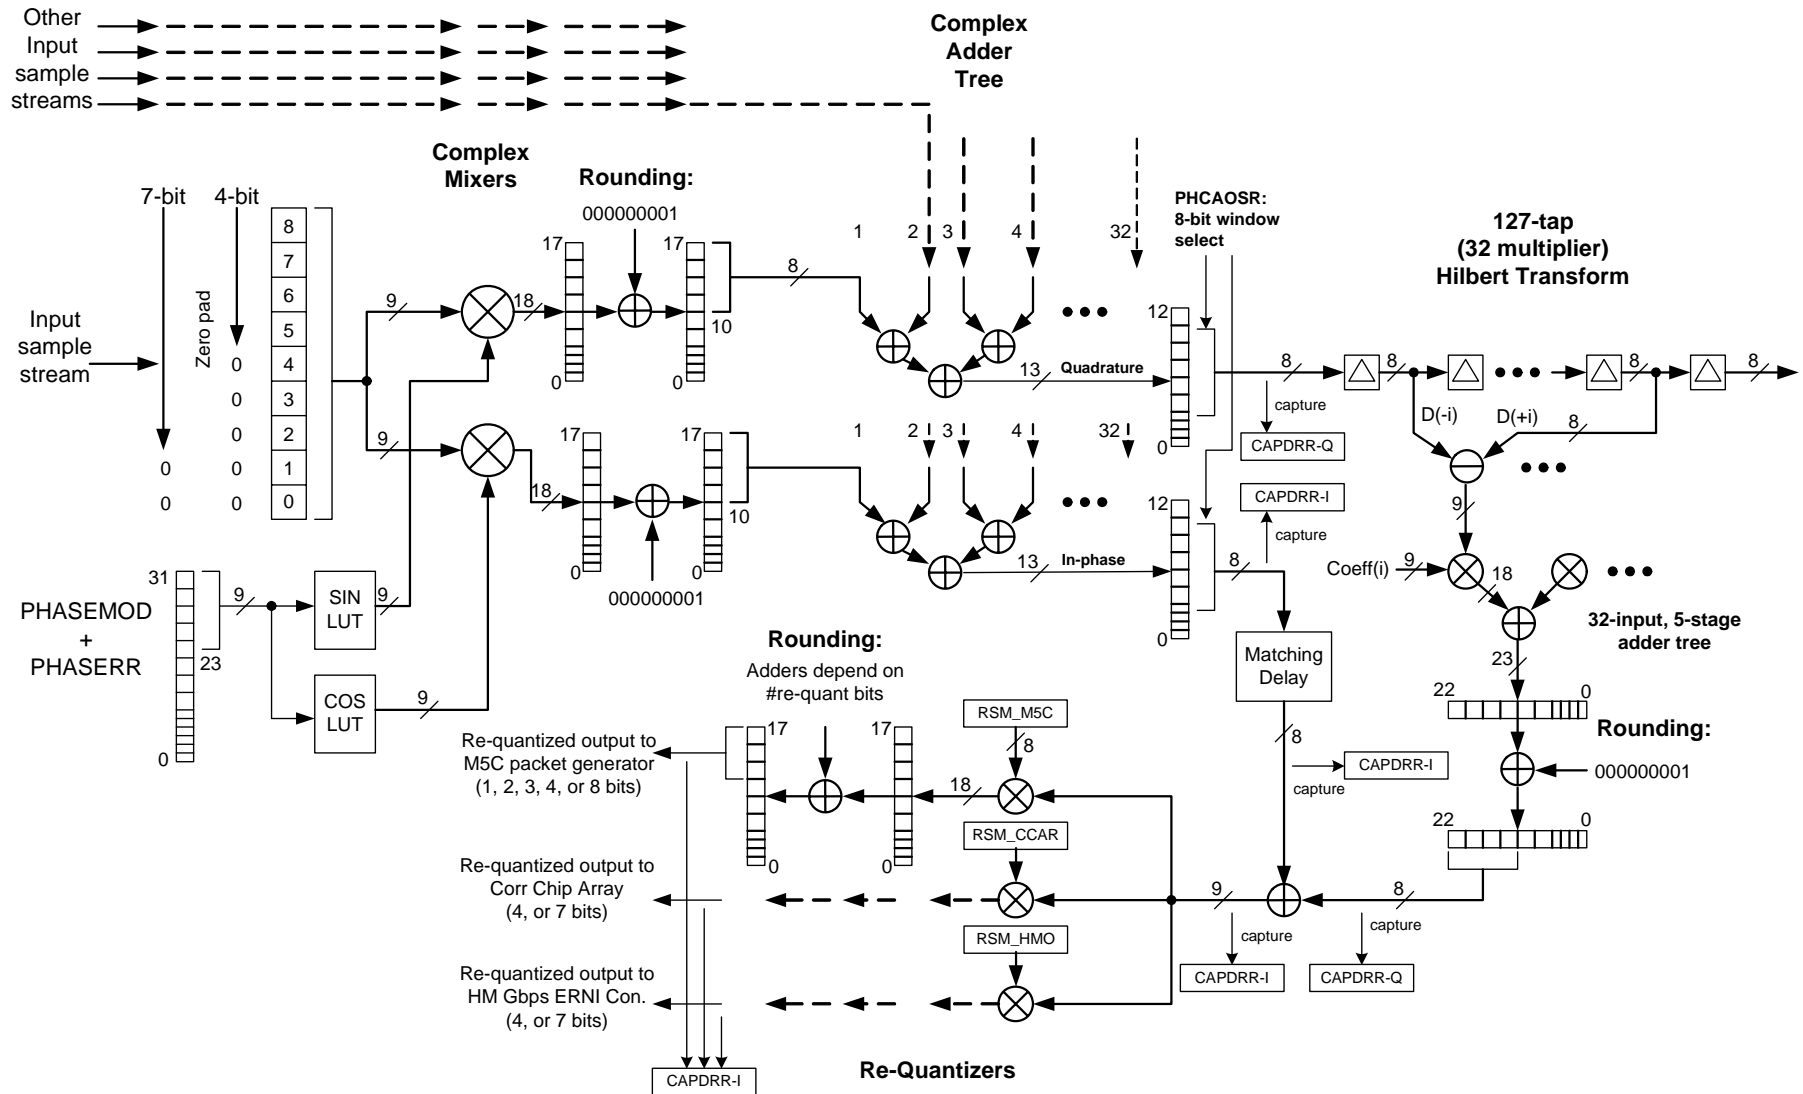 Other
Input
sample
streams
Complex
Adder
Tree
Complex
Mixers
Rounding:
000000001
7-bit
4-bit
Zero pad
8
7
6
5
4
3
2
1
0
0
0
0
0
0
0
0
Input
sample
stream
9
9
18
18
17
0
17
10
0
8
17
0
17
10
0
000000001
1
2
3
4
32
13
Quadrature
1
2
3
4
32
13
In-phase
PHCAOSR:
8-bit window
select
12
0
12
0
8
capture
CAPDRR-Q
CAPDRR-I
capture
8
127-tap
(32 multiplier)
Hilbert Transform
8
8
8
D(-i)
D(+i)
8
9
Coeff(i)
9
18
32-input, 5-stage
adder tree
23
22
0
Rounding:
000000001
22
0
PHASEMOD
+
PHASERR
31
23
0
9
SIN
LUT
9
COS
LUT
9
Matching
Delay
8
capture
CAPDRR-I
Rounding:
Adders depend on
#re-quant bits
17
0
17
0
18
RSM_M5C
8
RSM_CCAR
RSM_HMO
9
8
capture
CAPDRR-I
capture
CAPDRR-Q
Re-quantized output to
M5C packet generator
(1, 2, 3, 4, or 8 bits)
Re-quantized output to
Corr Chip Array
(4, or 7 bits)
Re-quantized output to
HM Gbps ERNI Con.
(4, or 7 bits)
CAPDRR-I
Re-Quantizers